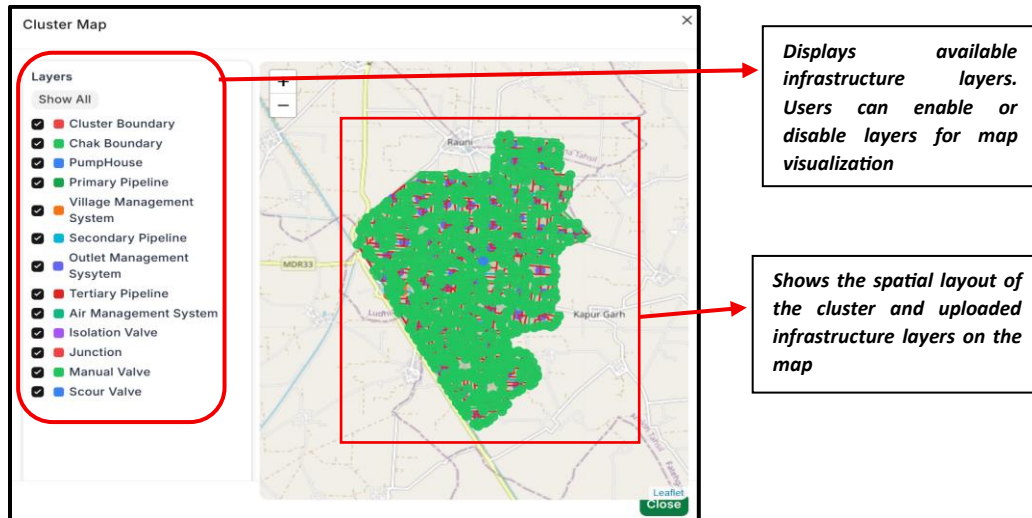 Cluster Map
×
Layers
Show All
Cluster Boundary
Chak Boundary
PumpHouse
Primary Pipeline
Village Management
System
Secondary Pipeline
Outlet Management
Sysytem
Tertiary Pipeline
Air Management System
Isolation Valve
Junction
Manual Valve
Scour Valve
+
−
Rauni
MDR33
Kapur Garh
Leaflet
Close
Displays available
infrastructure layers.
Users can enable or
disable layers for map
visualization
Shows the spatial layout of
the cluster and uploaded
infrastructure layers on the
map